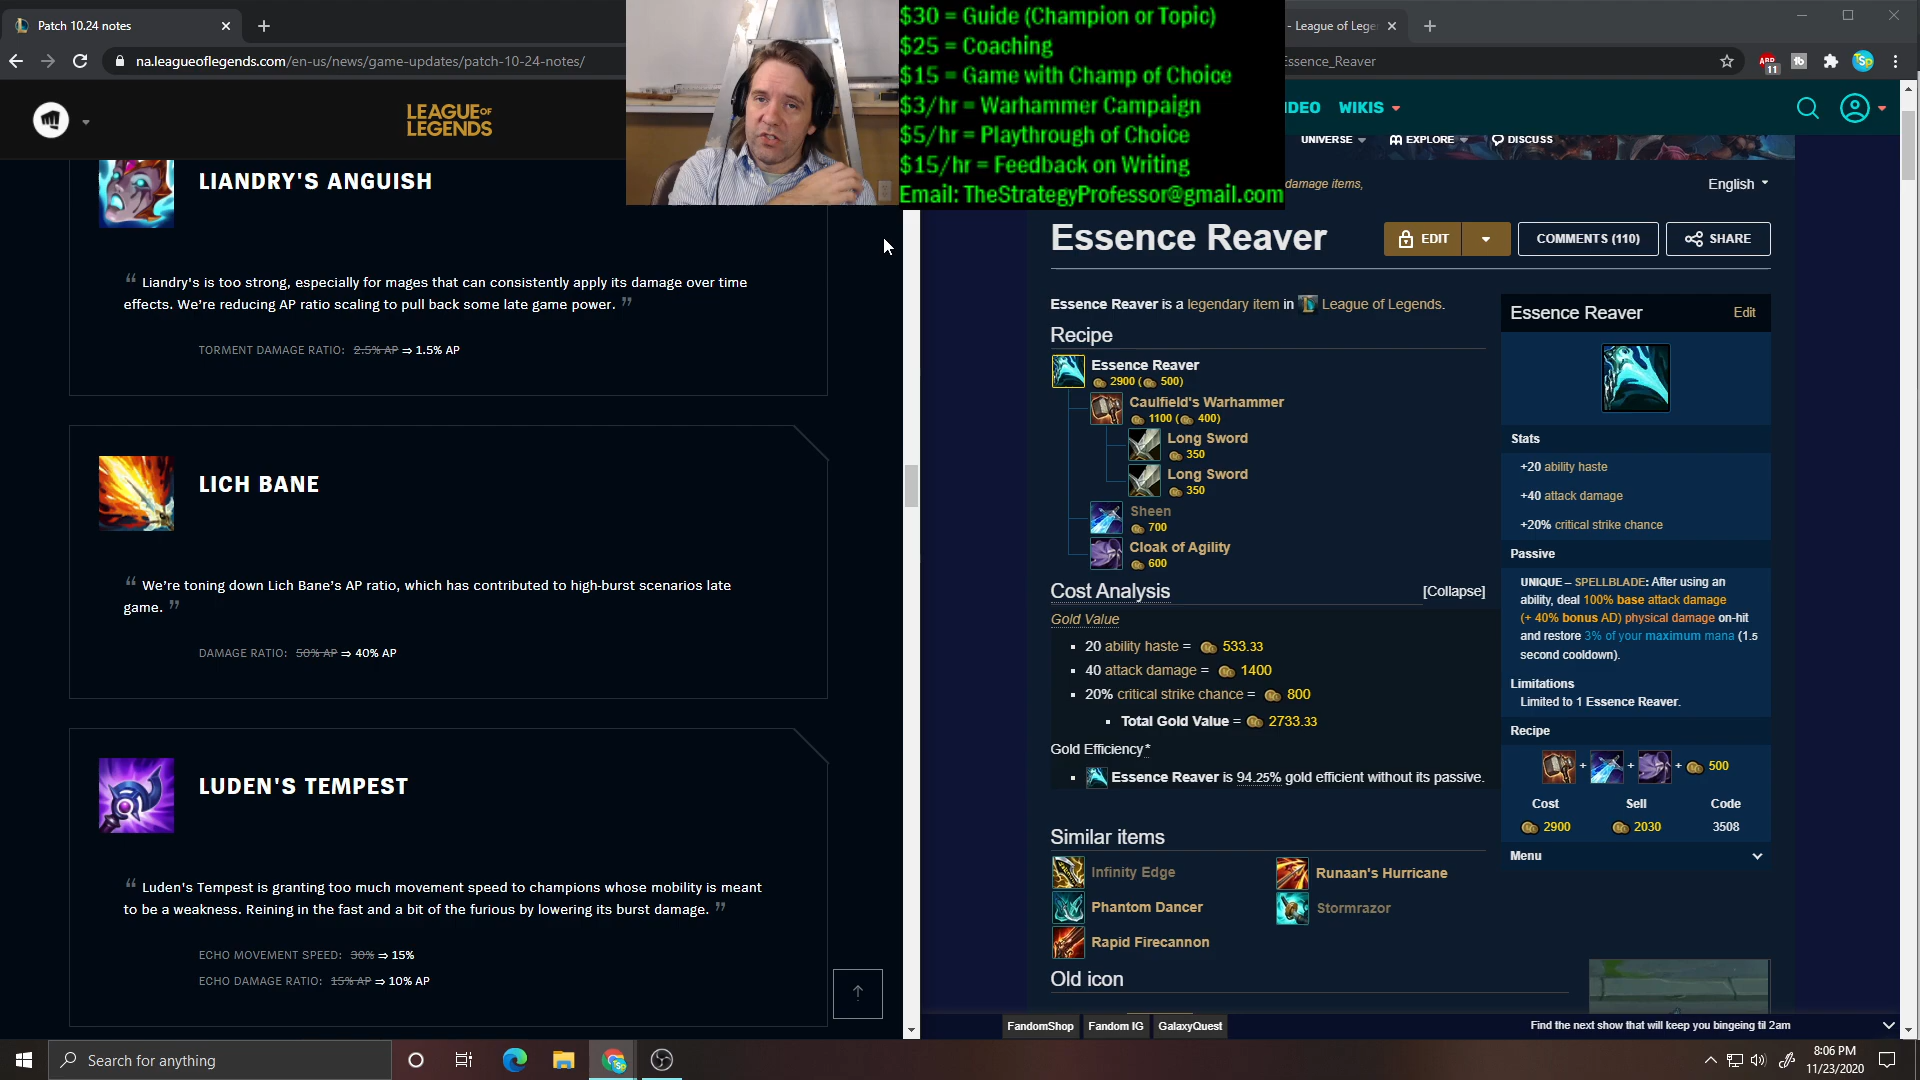 Patch 10.24 notes
na.leagueoflegends.com/en-us/news/game-updates/patch-10-24-notes/
LEAGUE OF
LEGENDS
LIANDRY'S ANGUISH
“ Liandry's is too strong, especially for mages that can consistently apply its damage over time
effects. We're reducing AP ratio scaling to pull back some late game power. ”
TORMENT DAMAGE RATIO: 2.5% AP ⇒ 1.5% AP
LICH BANE
“ We're toning down Lich Bane's AP ratio, which has contributed to high-burst scenarios late
game. ”
DAMAGE RATIO: 50% AP ⇒ 40% AP
LUDEN'S TEMPEST
“ Luden's Tempest is granting too much movement speed to champions whose mobility is meant
to be a weakness. Reining in the fast and a bit of the furious by lowering its burst damage. ”
ECHO MOVEMENT SPEED: 30% ⇒ 15%
ECHO DAMAGE RATIO: 15% AP ⇒ 10% AP
$30 = Guide (Champion or Topic)
$25 = Coaching
$15 = Game with Champ of Choice
$3/hr = Warhammer Campaign
$5/hr = Playthrough of Choice
$15/hr = Feedback on Writing
Email: TheStrategyProfessor@gmail.com
- League of Lege
Essence_Reaver
ABP
11
tb
TSp
IDEO WIKIS
UNIVERSE EXPLORE DISCUSS
damage items,
English
Essence Reaver
EDIT
COMMENTS (110)
SHARE
Essence Reaver is a legendary item in League of Legends.
Recipe
Essence Reaver
2900 ( 500)
Caulfield's Warhammer
1100 ( 400)
Long Sword
350
Long Sword
350
Sheen
700
Cloak of Agility
600
Cost Analysis [Collapse]
Gold Value
20 ability haste = 533.33
40 attack damage = 1400
20% critical strike chance = 800
Total Gold Value = 2733.33
Gold Efficiency*
Essence Reaver is 94.25% gold efficient without its passive.
Similar items
Infinity Edge
Runaan's Hurricane
Phantom Dancer
Stormrazor
Rapid Firecannon
Old icon
Essence Reaver Edit
Stats
+20 ability haste
+40 attack damage
+20% critical strike chance
Passive
UNIQUE – SPELLBLADE: After using an
ability, deal 100% base attack damage
(+ 40% bonus AD) physical damage on-hit
and restore 3% of your maximum mana (1.5
second cooldown).
Limitations
Limited to 1 Essence Reaver.
Recipe
+ + + 500
Cost Sell Code
2900 2030 3508
Menu
FandomShop Fandom IG GalaxyQuest
Find the next show that will keep you bingeing til 2am
Search for anything
8:06 PM
11/23/2020